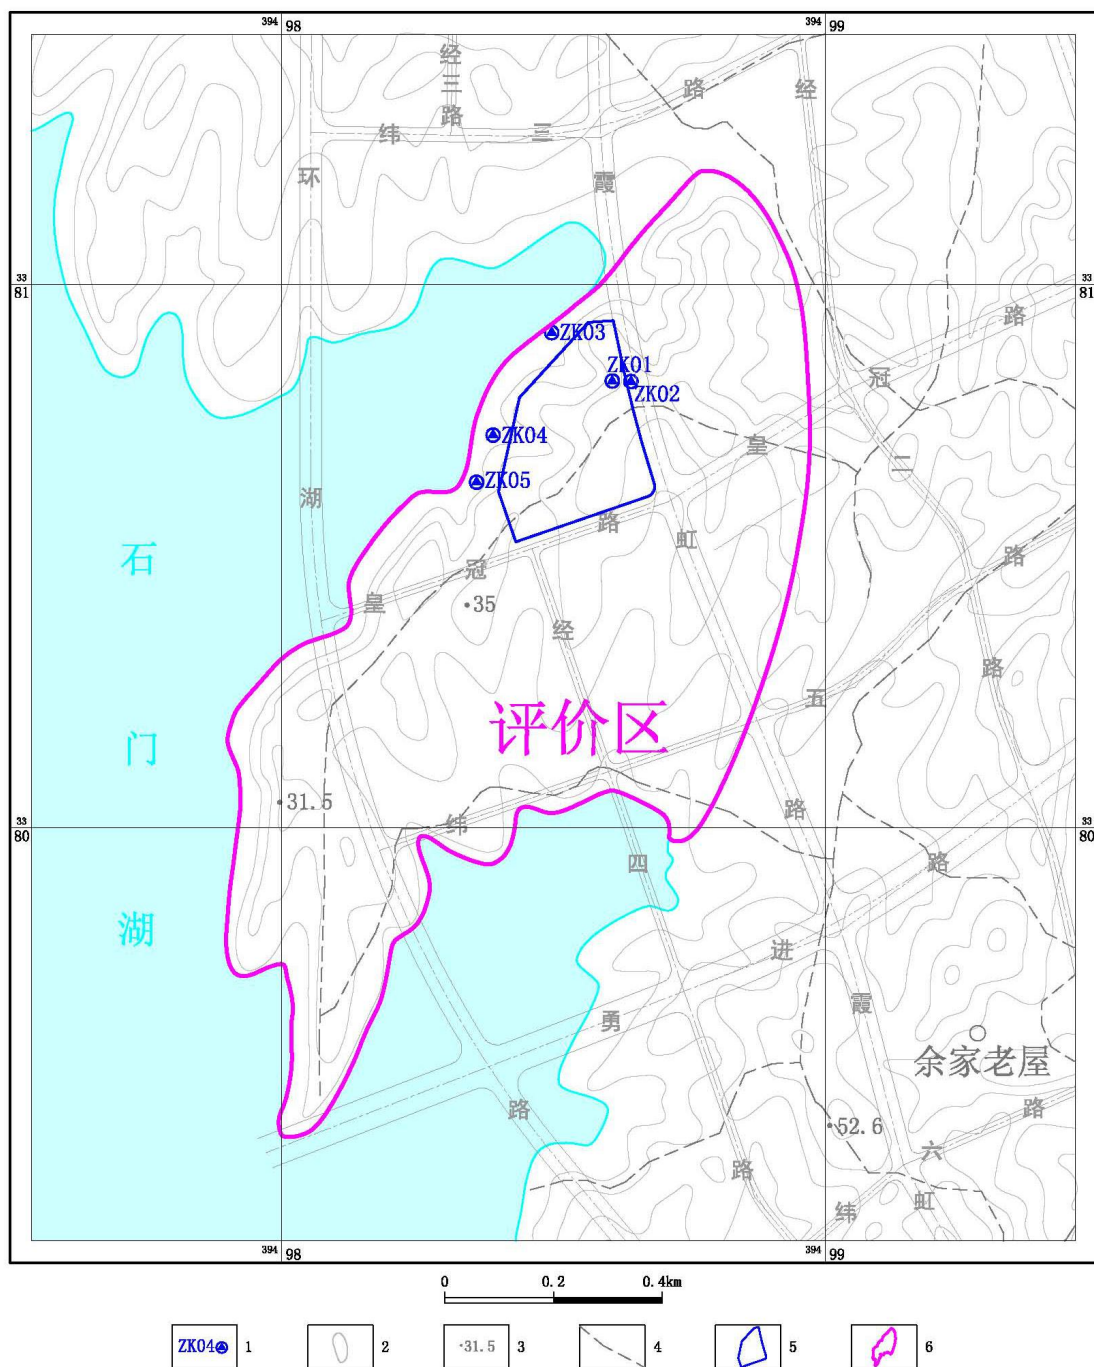 394 98
394 99
经三路
纬三路
经
环
霞
33 81
33 81
路
ZK03
ZK01
ZK02
冠
皇
ZK04
二
ZK05
湖
路
虹
石
路
冠
皇
·35
经
路
五
评价区
门
31.5
路
纬
33 80
33 80
四
路
湖
进
霞
勇
余家老屋
路
路
52.6
六
路
纬
虹
394 98
394 99
0 0.2 0.4km
ZK04 1
2
·31.5 3
4
5
6